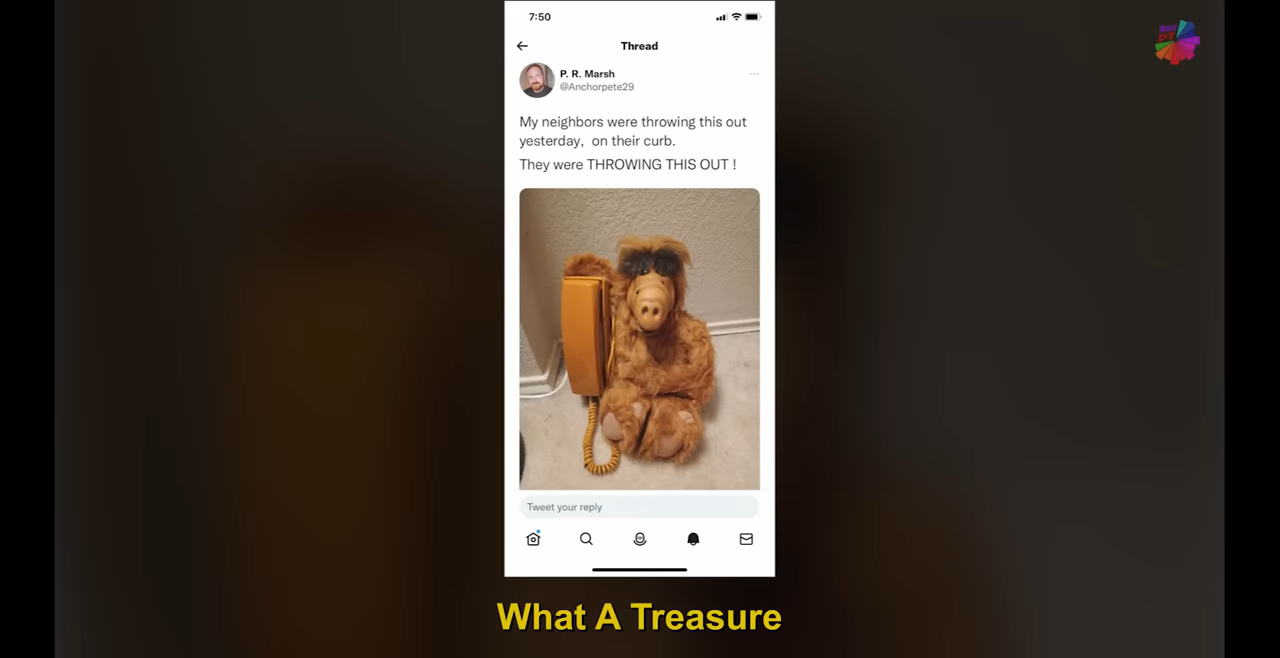 7:50
Thread
P. R. Marsh
@Anchorpete29
My neighbors were throwing this out
yesterday,  on their curb.
They were THROWING THIS OUT !
Tweet your reply
What A Treasure